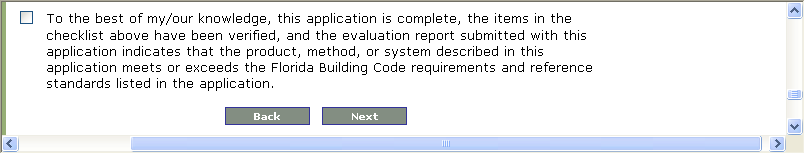 To the best of my/our knowledge, this application is complete, the items in the
checklist above have been verified, and the evaluation report submitted with this
application indicates that the product, method, or system described in this
application meets or exceeds the Florida Building Code requirements and reference
standards listed in the application.
Back Next